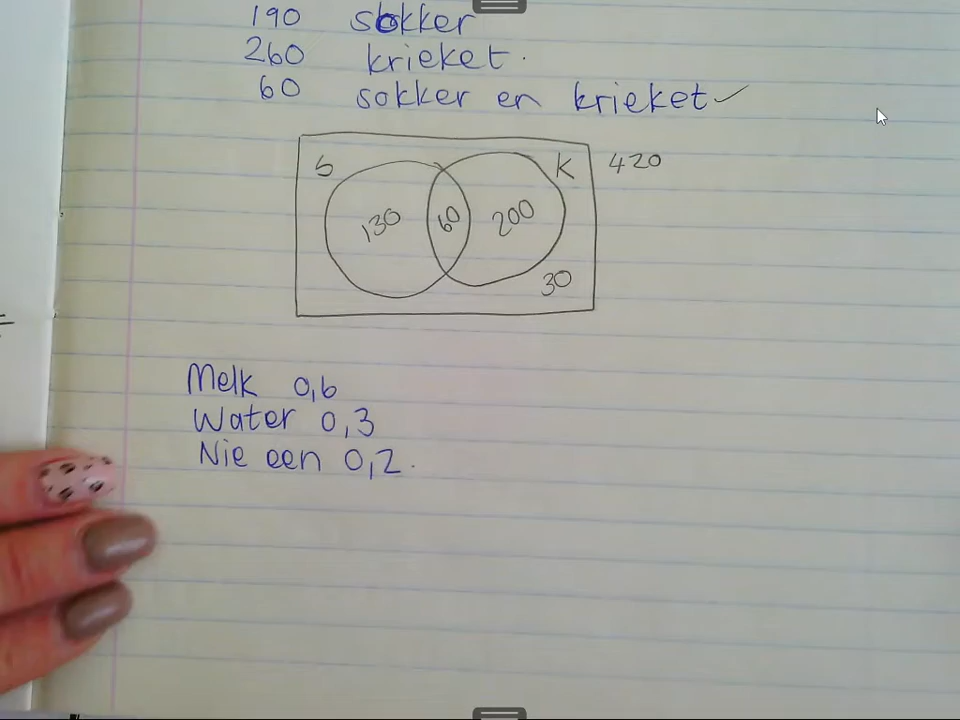 190 sokker
260 krieket.
60 sokker en krieket ✓
S K 420
130 60 200
30
Melk 0,6
Water 0,3
Nie een 0,2.